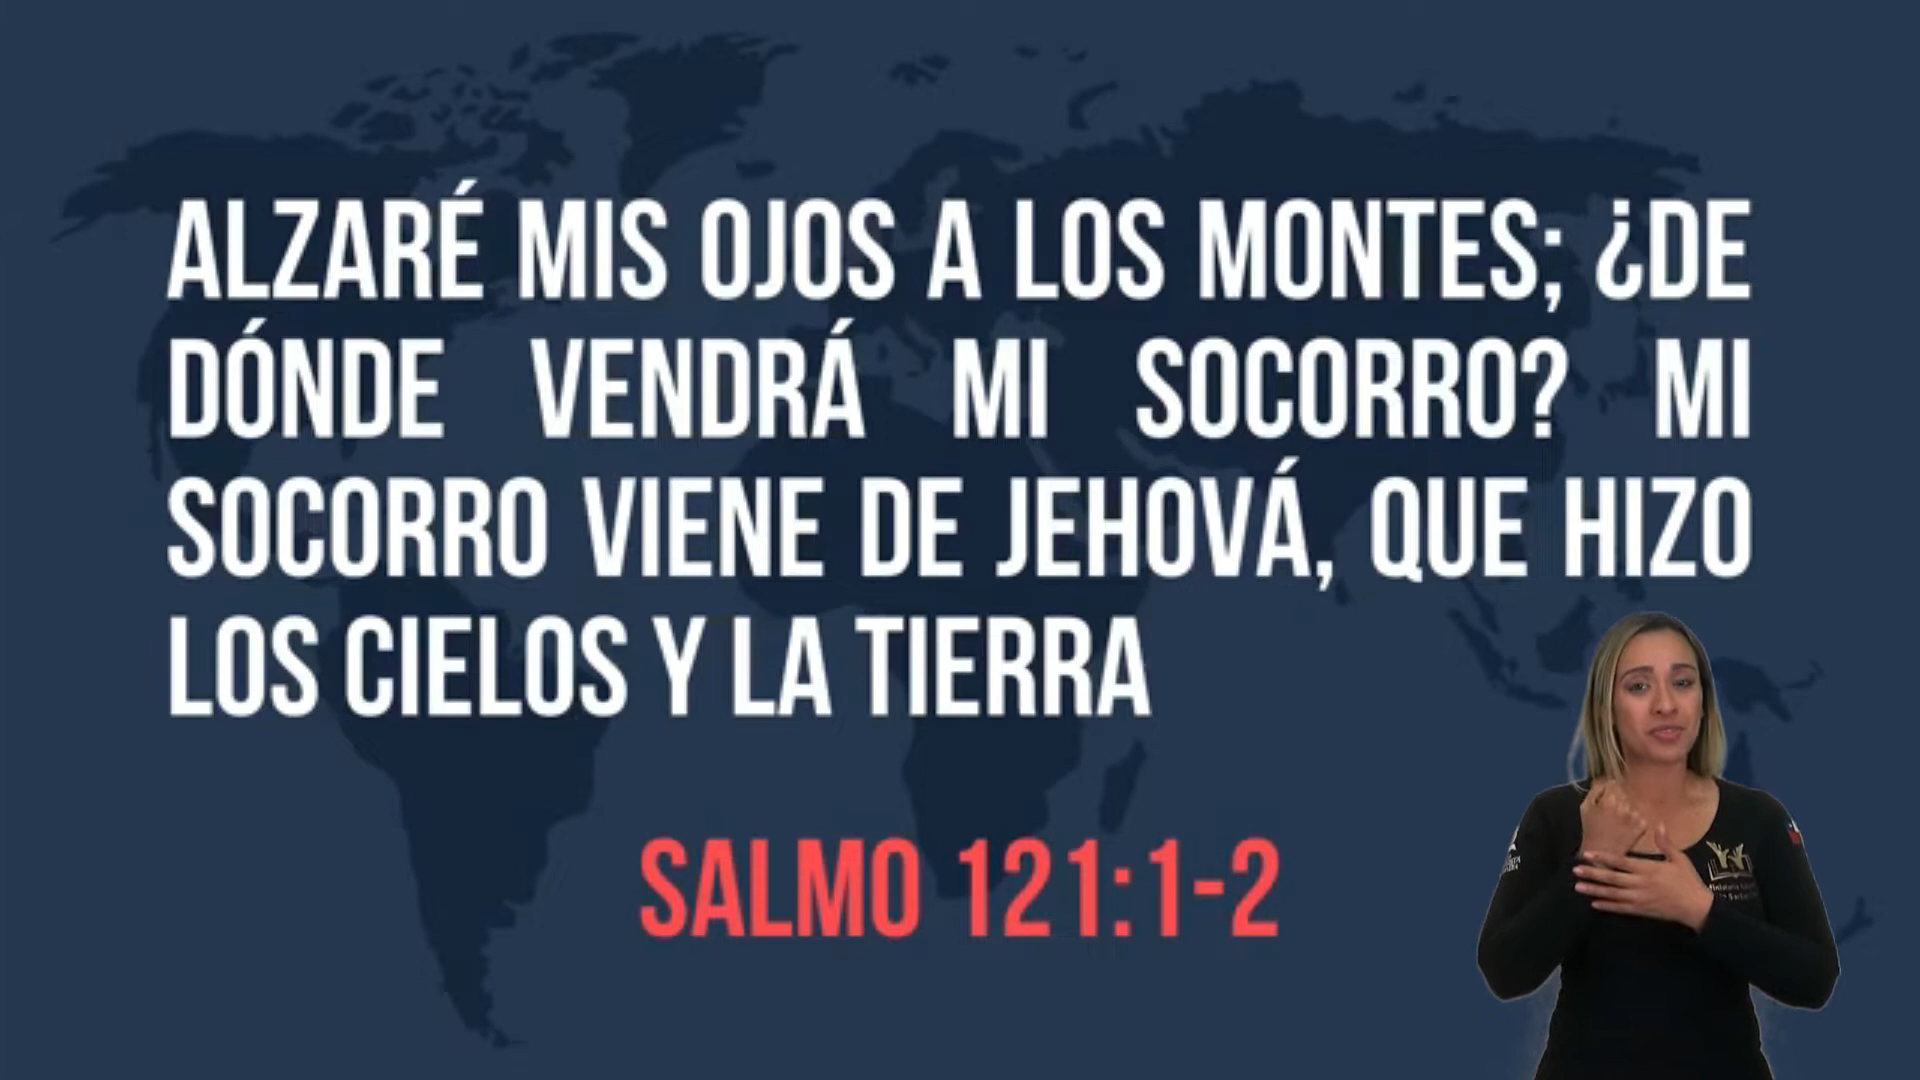 ALZARÉ MIS OJOS A LOS MONTES; ¿DE
DÓNDE VENDRÁ MI SOCORRO? MI
SOCORRO VIENE DE JEHOVÁ, QUE HIZO
LOS CIELOS Y LA TIERRA
SALMO 121:1-2